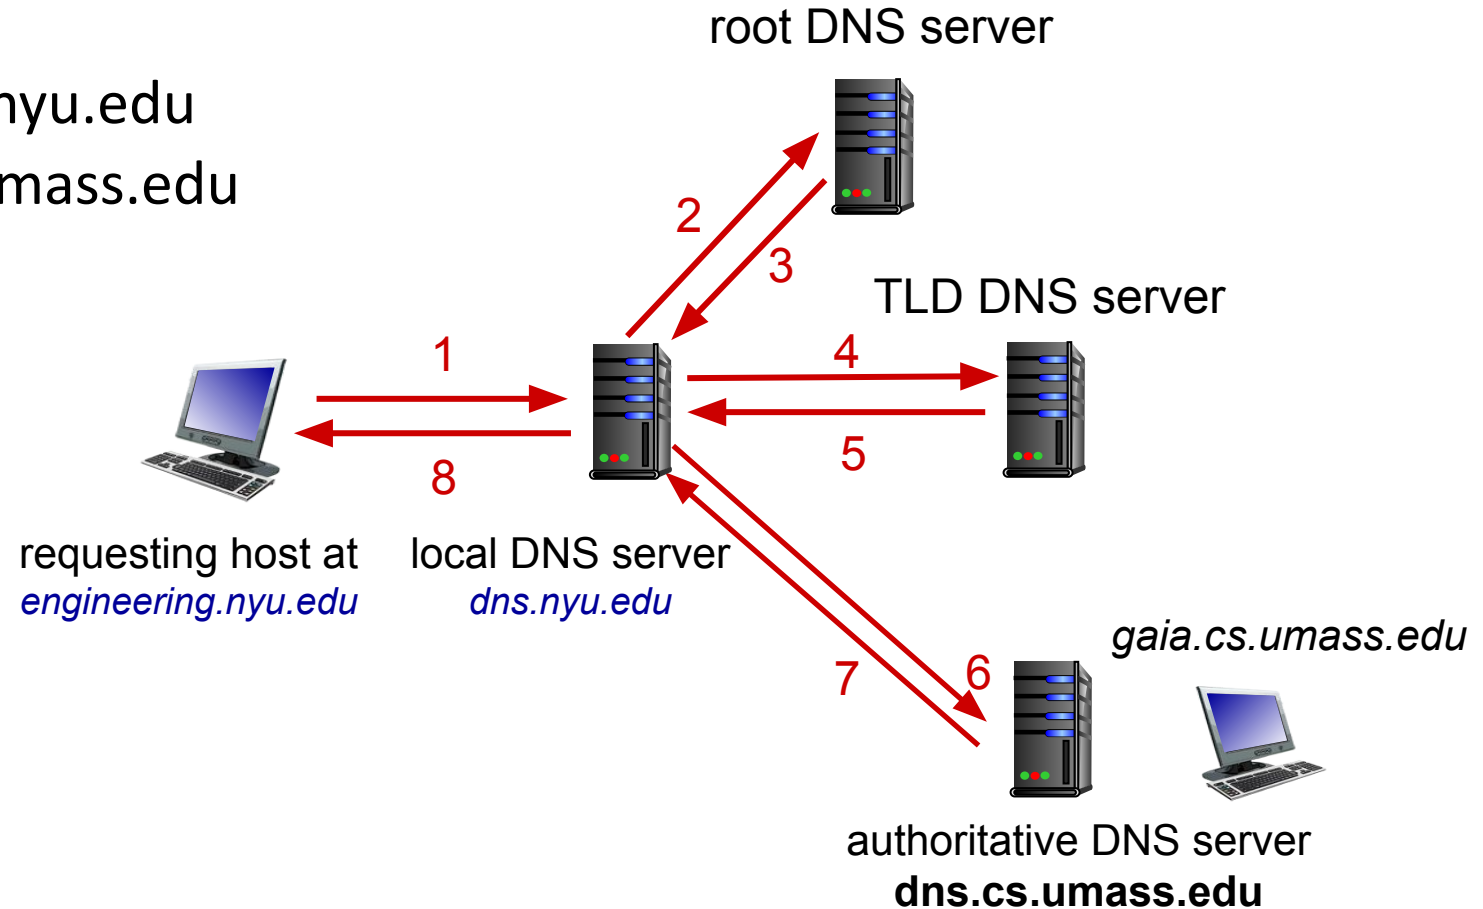 root DNS server
nyu.edu
umass.edu
2
3
TLD DNS server
1
4
5
8
requesting host at
engineering.nyu.edu
local DNS server
dns.nyu.edu
gaia.cs.umass.edu
6
7
authoritative DNS server
dns.cs.umass.edu